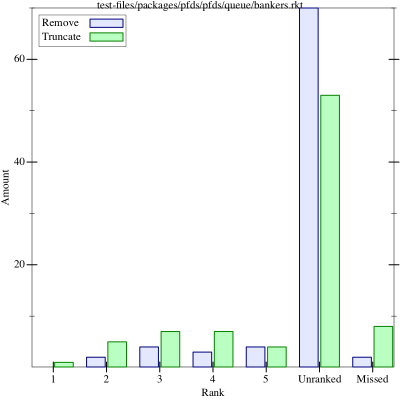 test-files/packages/pfds/pfds/queue/bankers.rkt
Remove
Truncate
60
40
20
Amount
1 2 3 4 5 Unranked Missed
Rank